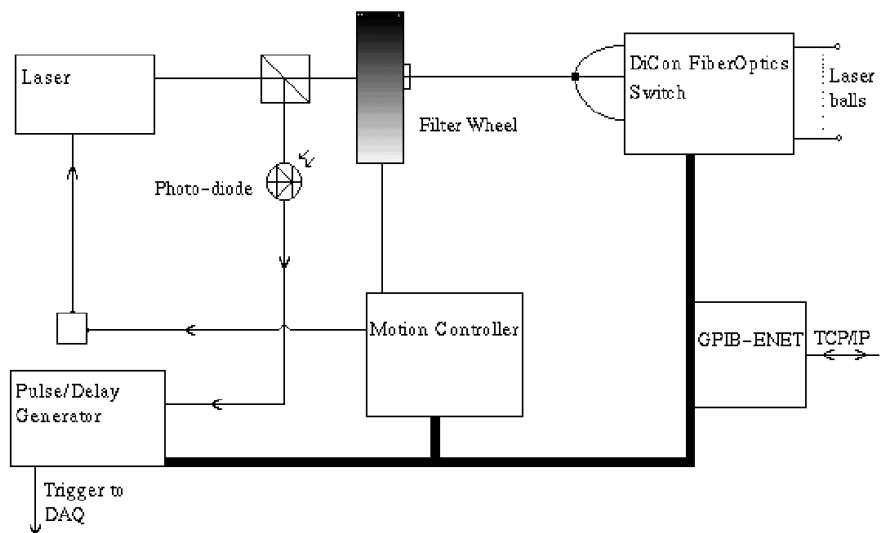 Laser
Filter Wheel
DiCon FiberOptics
Switch
Laser
balls
Photo-diode
Motion Controller
GPIB-ENET
TCP/IP
Pulse/Delay
Generator
Trigger to
DAQ